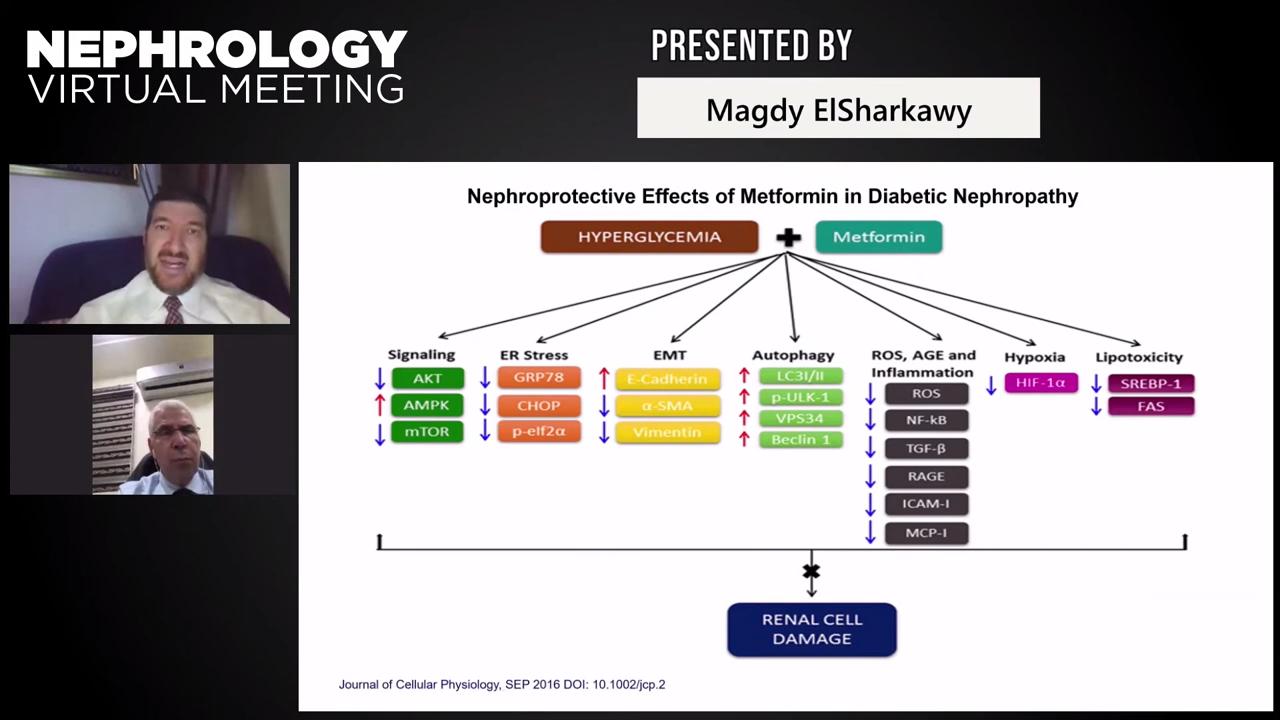 NEPHROLOGY
VIRTUAL MEETING
PRESENTED BY
Magdy ElSharkawy
Nephroprotective Effects of Metformin in Diabetic Nephropathy
HYPERGLYCEMIA
Metformin
Signaling
AKT
AMPK
mTOR
ER Stress
GRP78
CHOP
p-eIf2α
EMT
E-Cadherin
α-SMA
Vimentin
Autophagy
LC3I/II
p-ULK-1
VPS34
Beclin 1
ROS, AGE and
Inflammation
ROS
NF-kB
TGF-β
RAGE
ICAM-I
MCP-I
Hypoxia
HIF-1α
Lipotoxicity
SREBP-1
FAS
RENAL CELL
DAMAGE
Journal of Cellular Physiology, SEP 2016 DOI: 10.1002/jcp.2